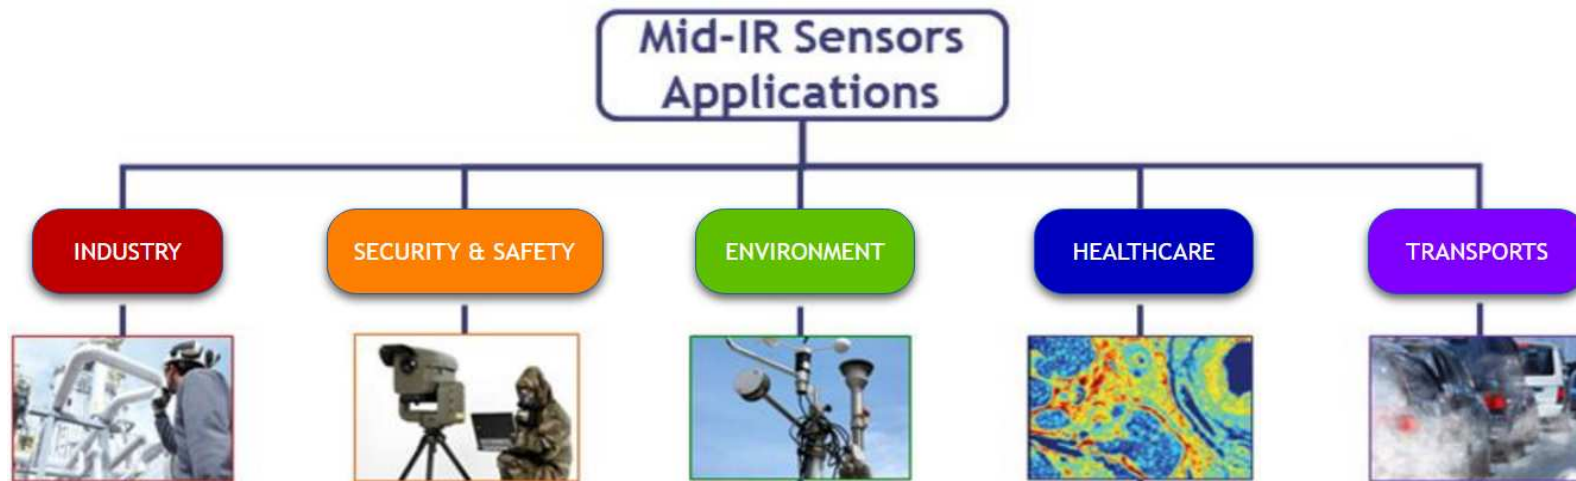 Mid-IR Sensors
Applications
INDUSTRY
SECURITY & SAFETY
ENVIRONMENT
HEALTHCARE
TRANSPORTS